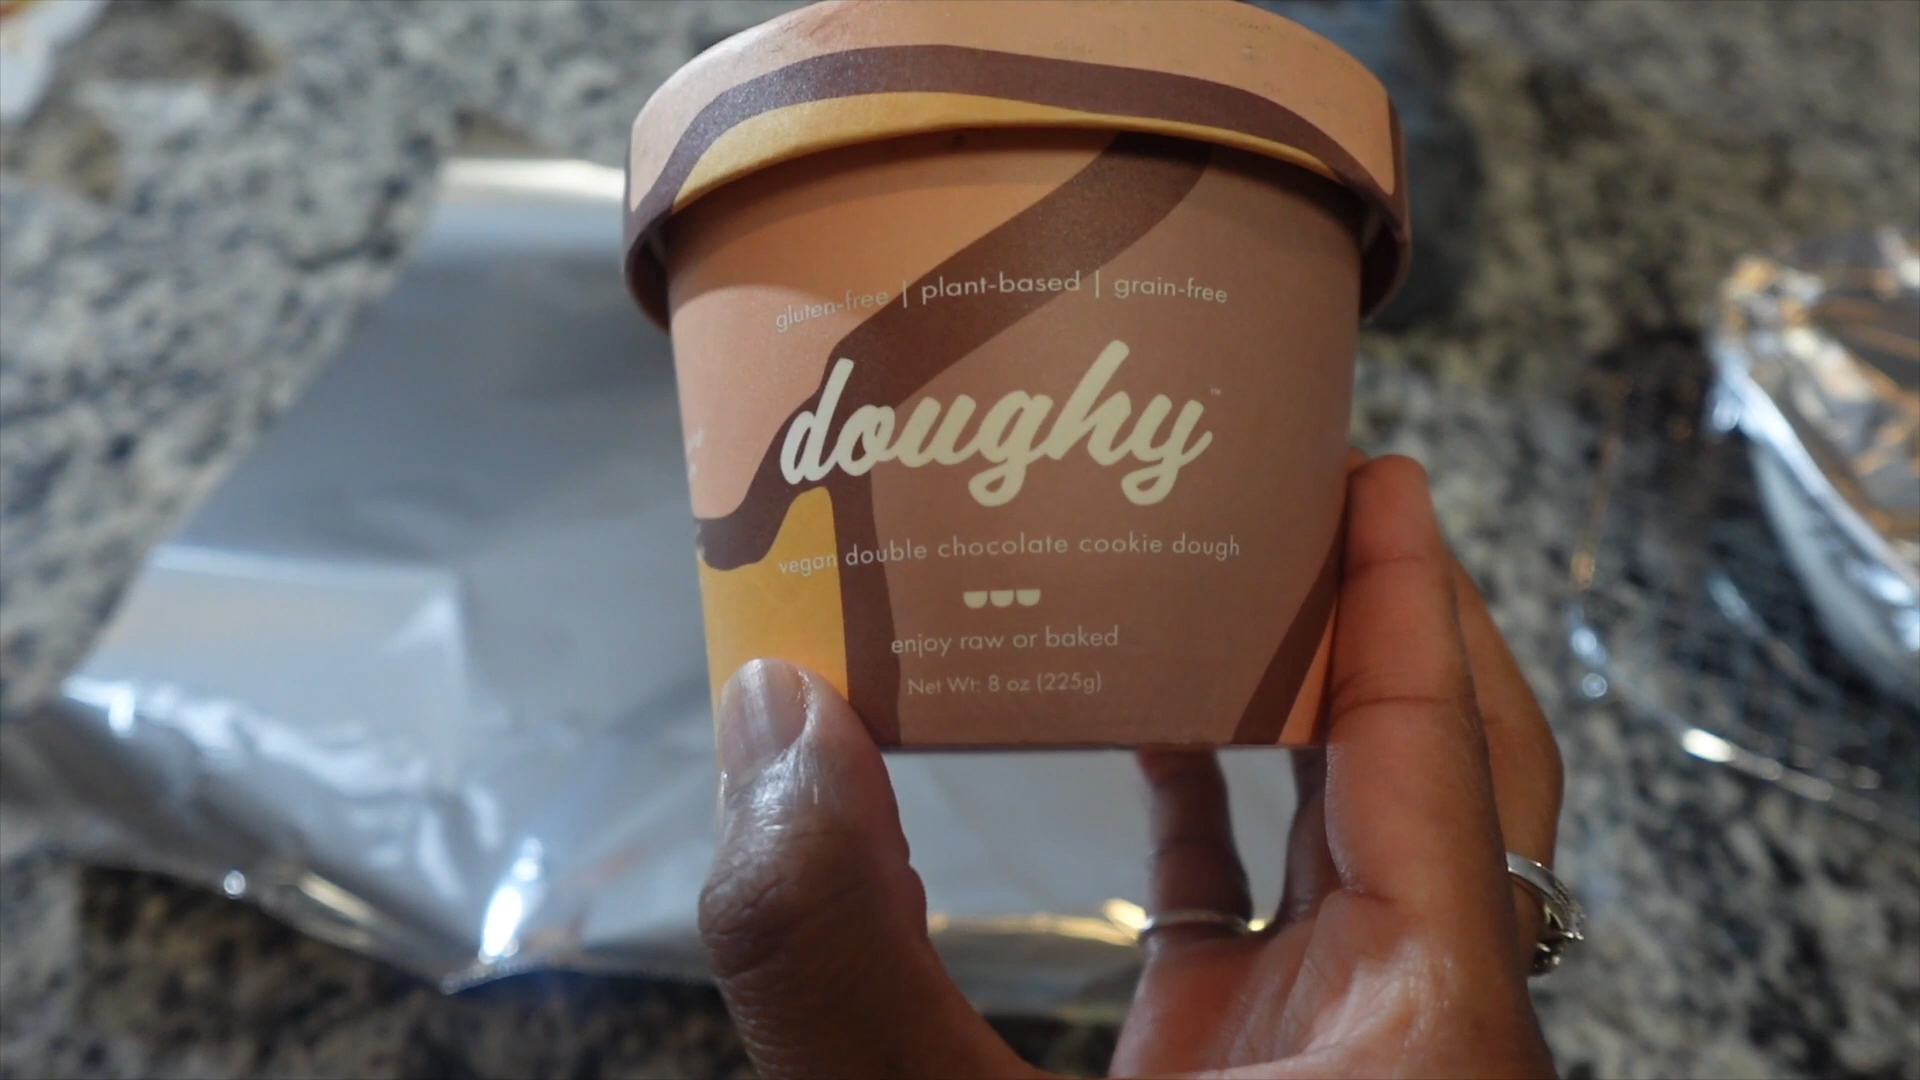 gluten-free | plant-based | grain-free
doughy™
vegan double chocolate cookie dough
enjoy raw or baked
Net Wt: 8 oz (225g)